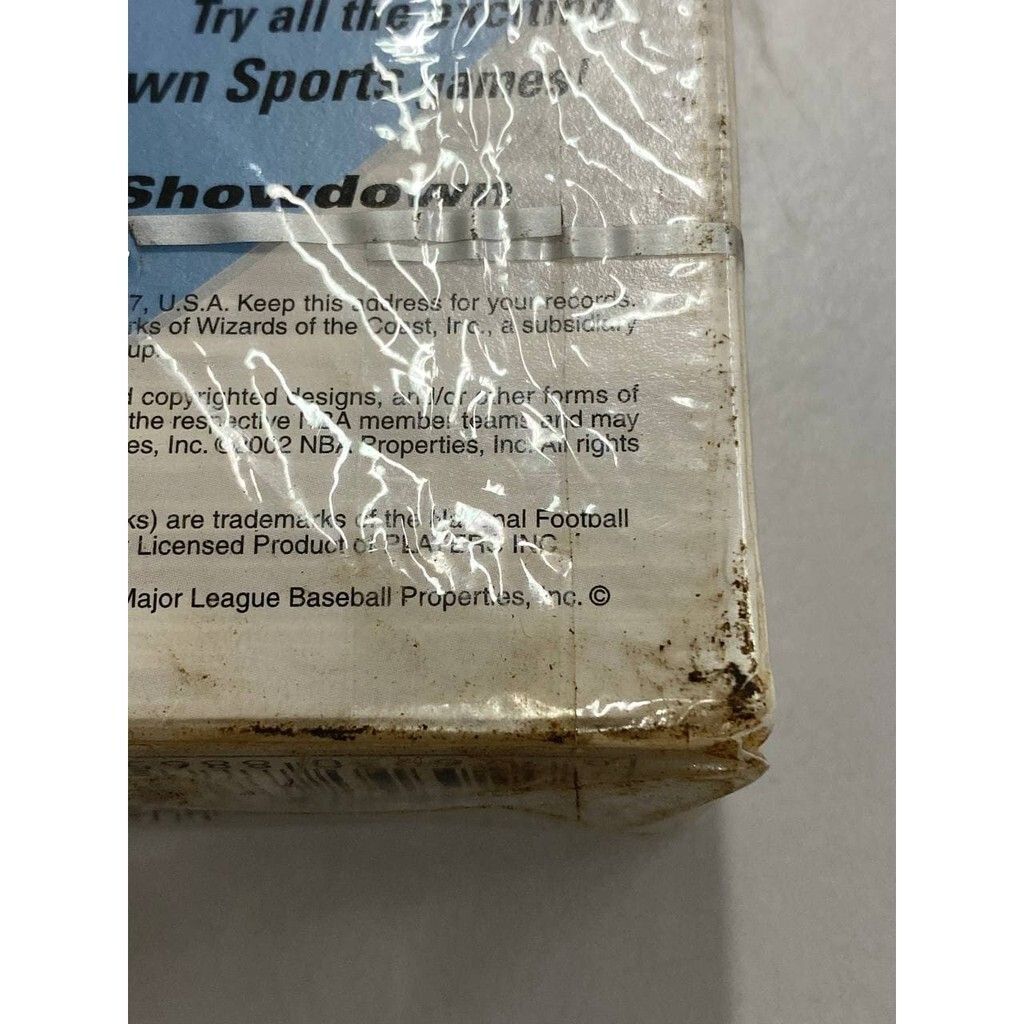 Try all the exciting
wn Sports games!
Showdown
7, U.S.A. Keep this address for your records.
rks of Wizards of the Coast, Inc., a subsidiary
up.
d copyrighted designs, and/or other forms of
the respective NBA member teams and may
es, Inc. ©2002 NBA Properties, Inc. All rights
ks) are trademarks of the National Football
r Licensed Product of PLAYERS INC
Major League Baseball Properties, Inc. ©